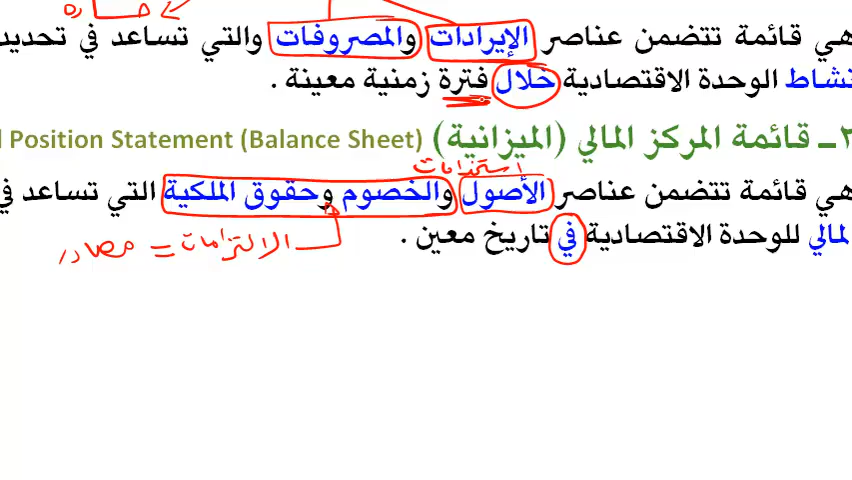 هي قائمة تتضمن عناصر الإيرادات والمصروفات والتي تساعد في تحديد
نشاط الوحدة الاقتصادية خلال فترة زمنية معينة .
٢ـ قائمة المركز المالي (الميزانية) Position Statement (Balance Sheet)
استخدامات
هي قائمة تتضمن عناصر الأصول والخصوم وحقوق الملكية التي تساعد في
المالي للوحدة الاقتصادية في تاريخ معين .
الالتزامات = مصادر